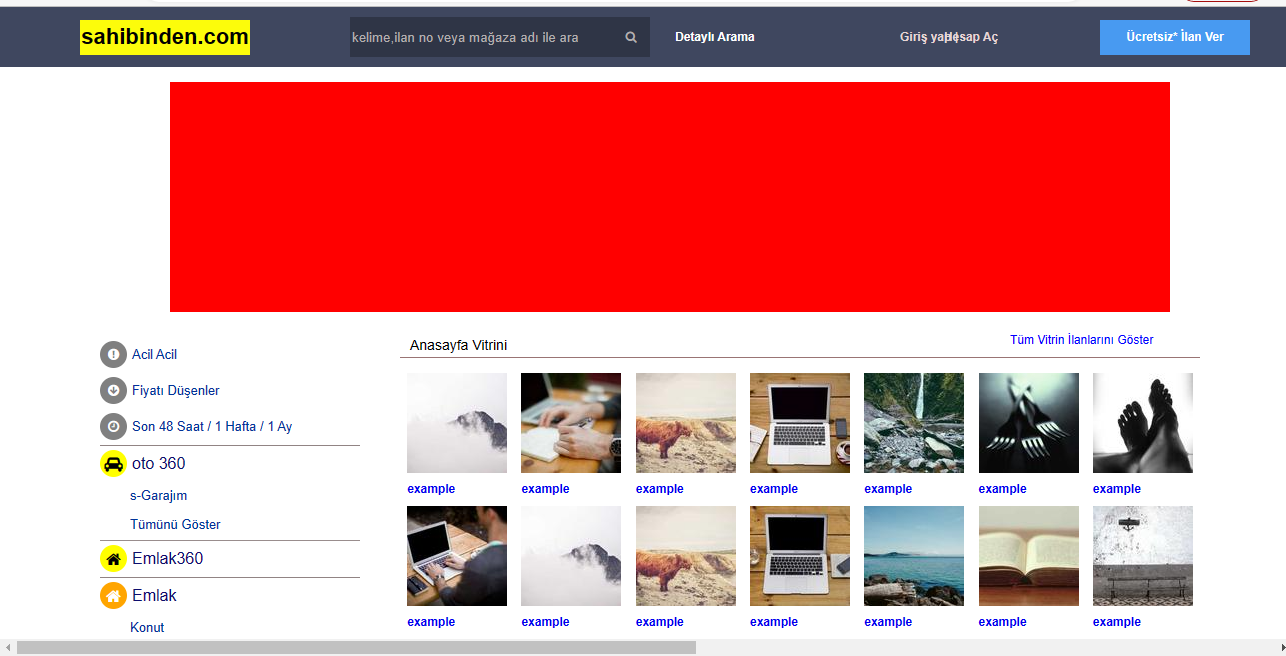 sahibinden.com
kelime,ilan no veya mağaza adı ile ara
Detaylı Arama
Giriş yap|
Hesap Aç
Ücretsiz* İlan Ver
Acil Acil
Fiyatı Düşenler
Son 48 Saat / 1 Hafta / 1 Ay
oto 360
s-Garajım
Tümünü Göster
Emlak360
Emlak
Konut
Anasayfa Vitrini
Tüm Vitrin İlanlarını Göster
example example example example example example example
example example example example example example example